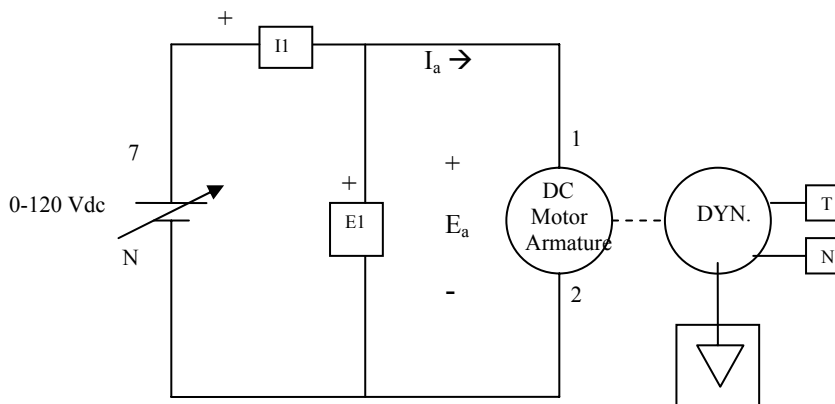 +
I1
Iₐ →
7
1
0-120 Vdc
+
+
E1
Eₐ
DC
Motor
Armature
DYN.
T
N
N
-
2